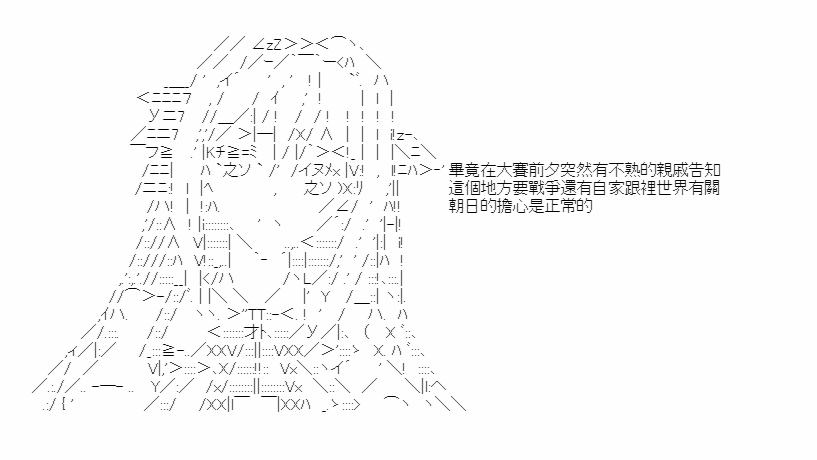 畢竟在大賽前夕突然有不熟的親戚告知
這個地方要戰爭還有自家跟裡世界有關
朝日的擔心是正常的